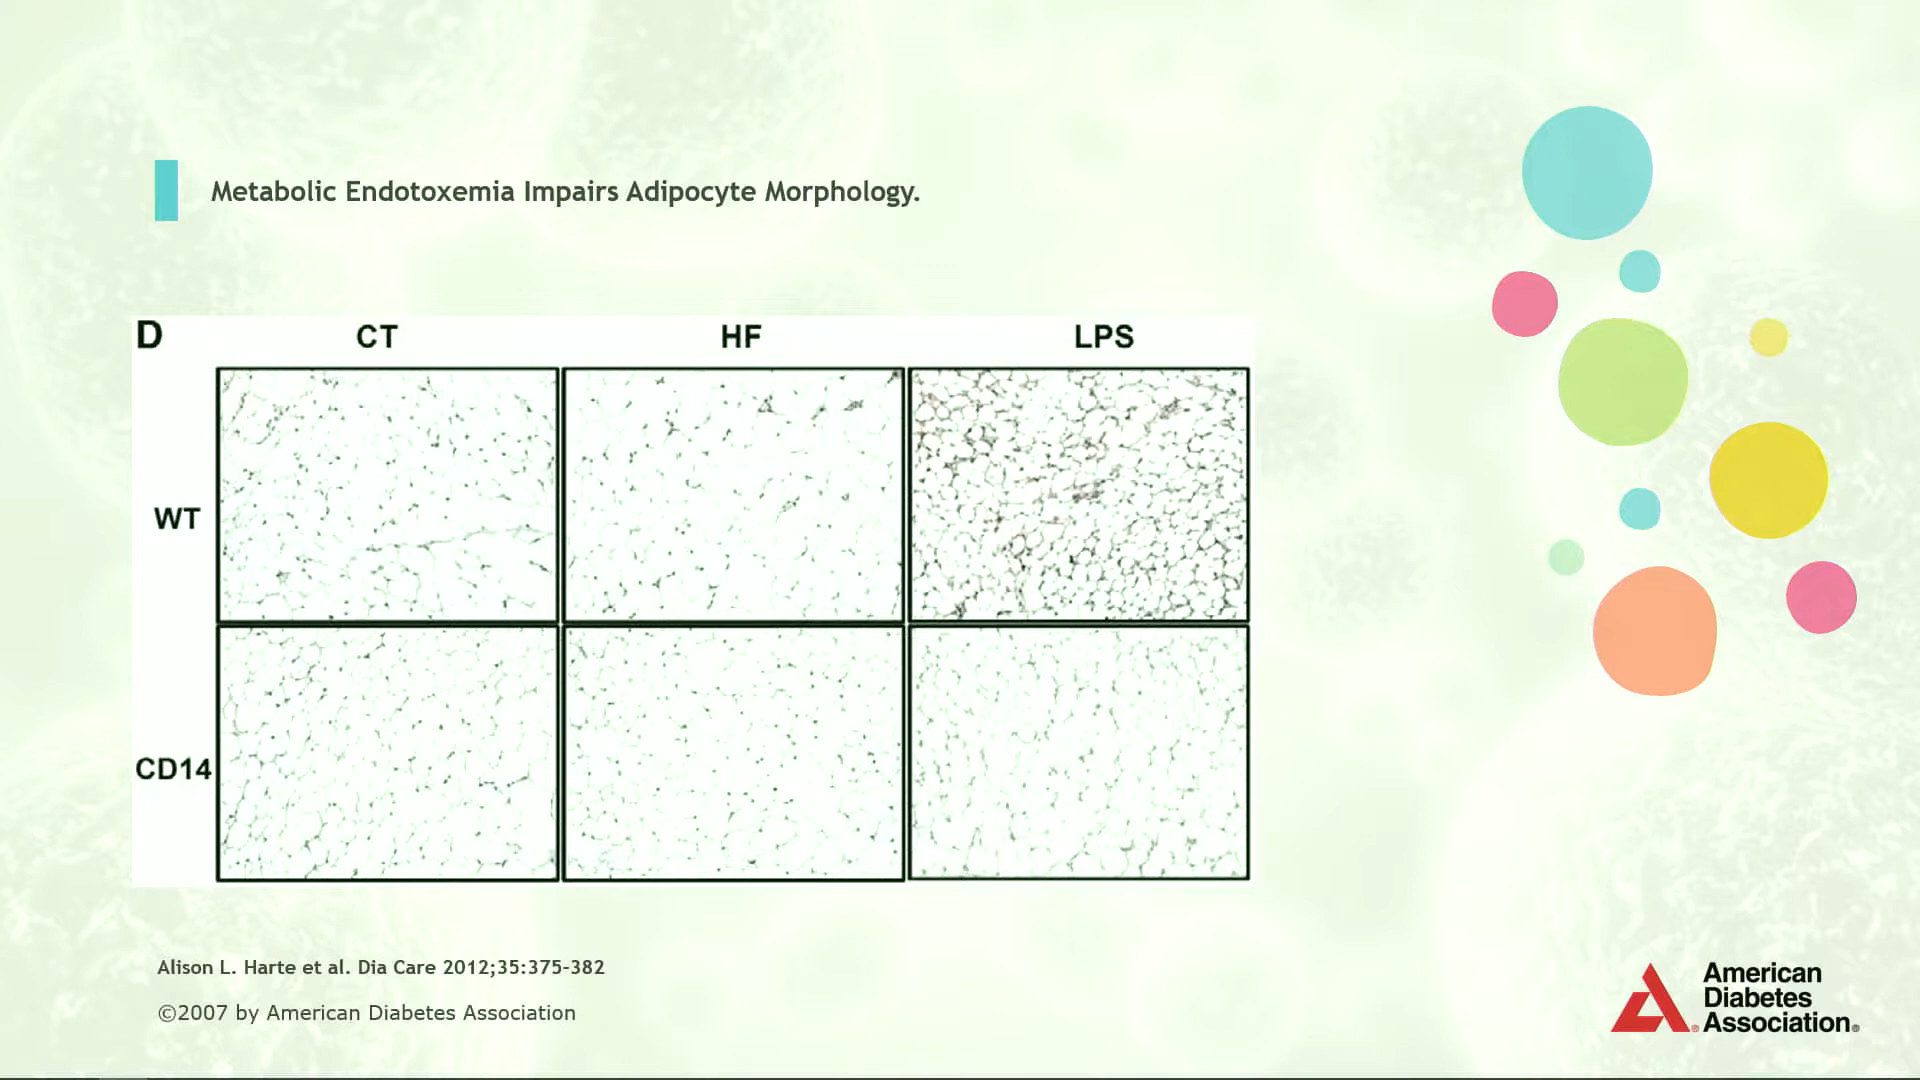 Metabolic Endotoxemia Impairs Adipocyte Morphology.
D CT HF LPS
WT
CD14
Alison L. Harte et al. Dia Care 2012;35:375-382
©2007 by American Diabetes Association
American
Diabetes
Association®